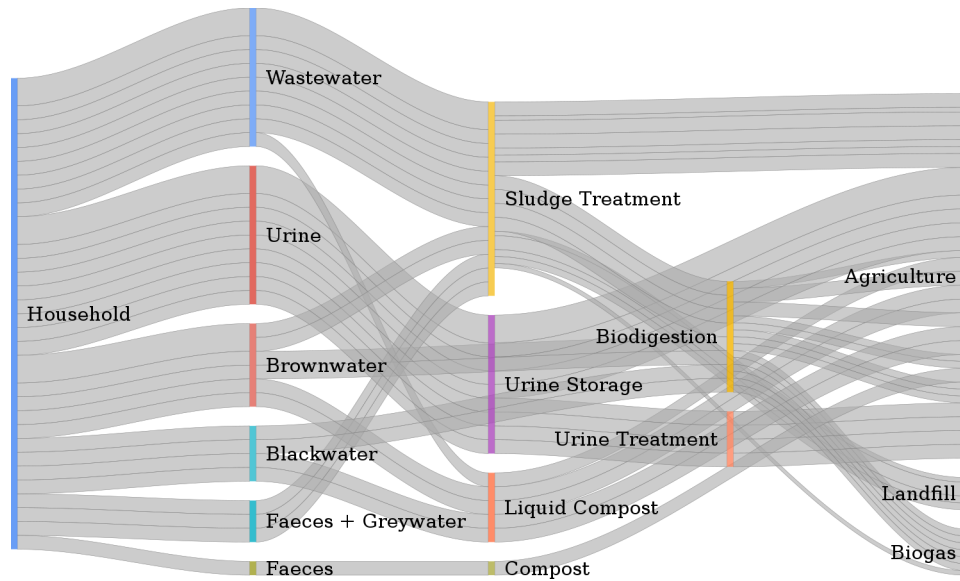 Household
Wastewater
Urine
Brownwater
Blackwater
Faeces + Greywater
Faeces
Sludge Treatment
Urine Storage
Liquid Compost
Compost
Biodigestion
Urine Treatment
Agriculture
Landfill
Biogas